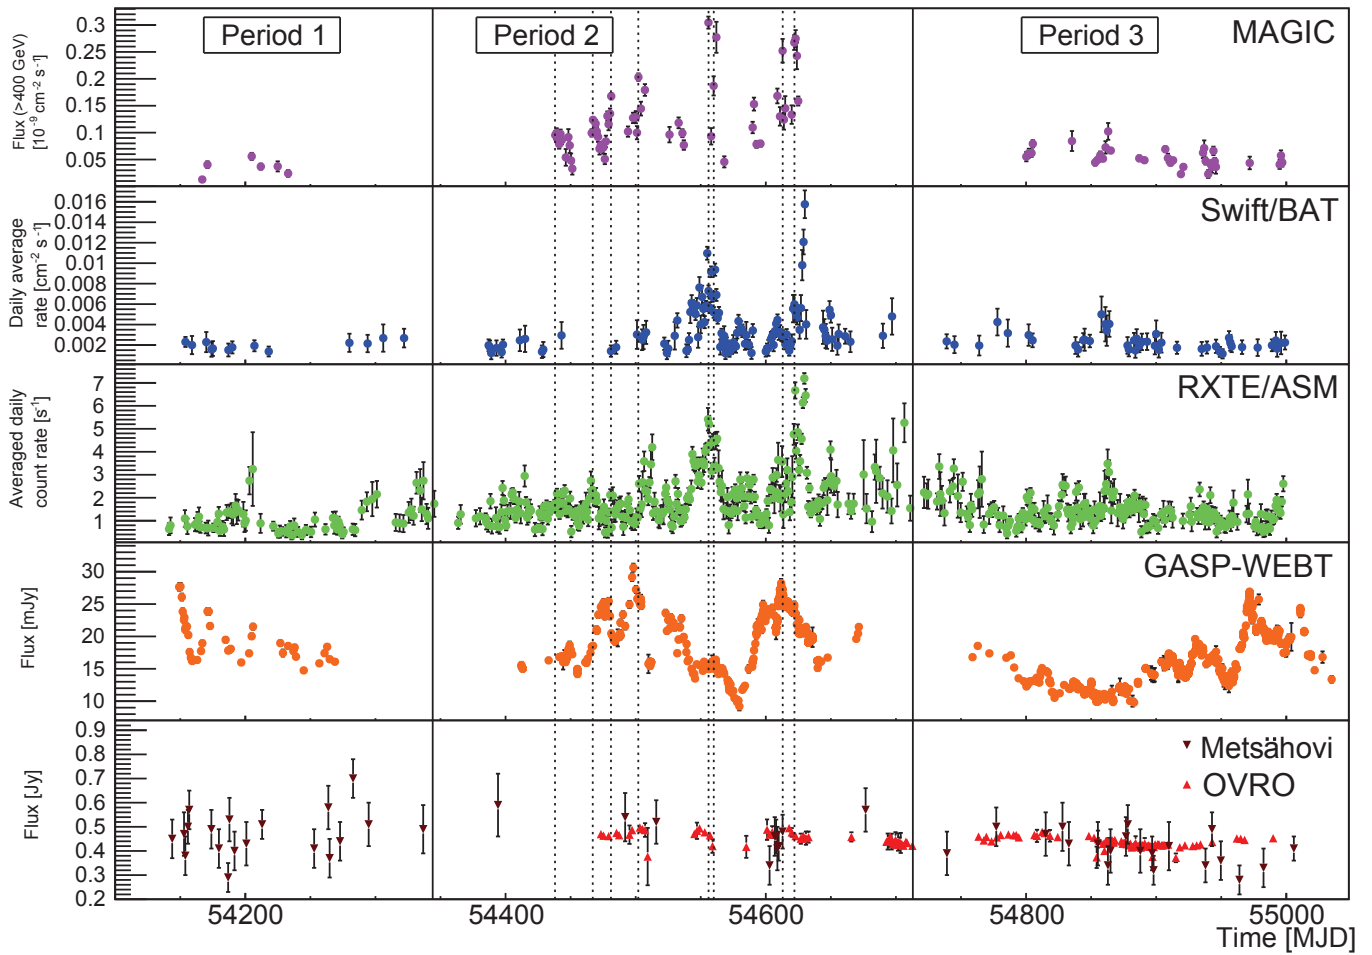 Period 1
Period 2
Period 3
MAGIC
Flux (>400 GeV)
[10⁻⁹ cm⁻² s⁻¹]
0.3
0.25
0.2
0.15
0.1
0.05
Swift/BAT
Daily average
rate [cm⁻² s⁻¹]
0.016
0.014
0.012
0.01
0.008
0.006
0.004
0.002
RXTE/ASM
Averaged daily
count rate [s⁻¹]
7
6
5
4
3
2
1
GASP-WEBT
Flux [mJy]
30
25
20
15
10
Metsähovi
OVRO
Flux [Jy]
0.9
0.8
0.7
0.6
0.5
0.4
0.3
0.2
54200 54400 54600 54800 55000
Time [MJD]